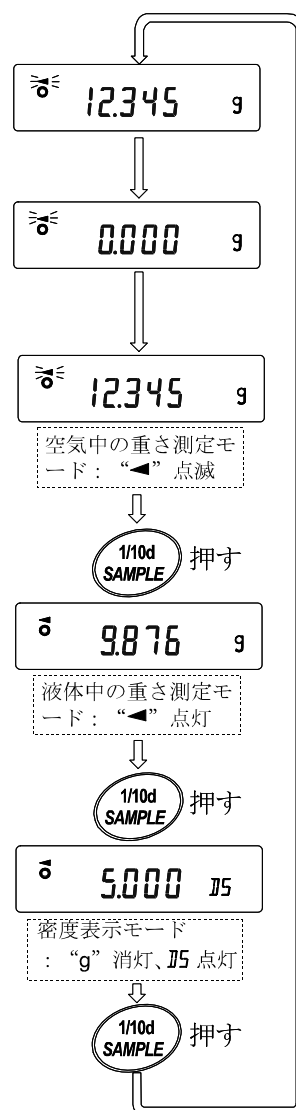 12.345 g
0.000 g
12.345 g
空気中の重さ測定モ
ード： “◄” 点滅
1/10d
SAMPLE
押す
9.876 g
液体中の重さ測定モ
ード： “◄” 点灯
1/10d
SAMPLE
押す
5.000 DS
密度表示モード
： “g” 消灯、DS 点灯
1/10d
SAMPLE
押す